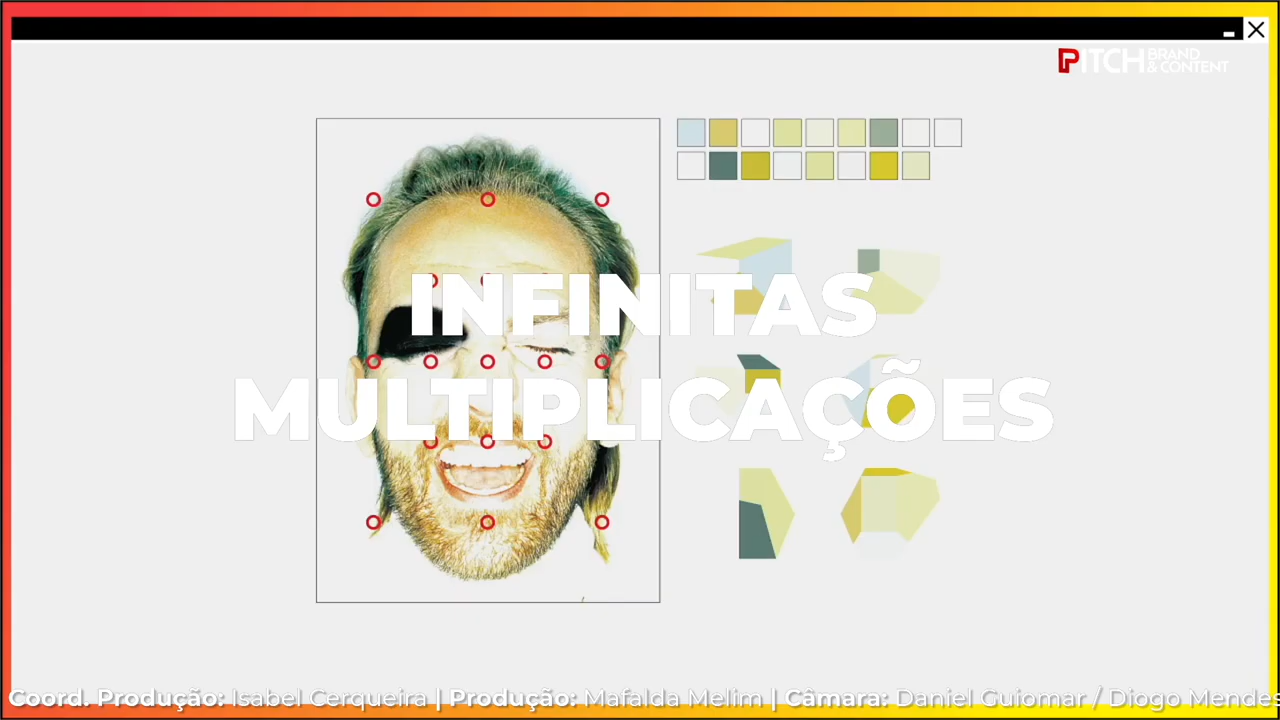 PITCH BRAND
& CONTENT
INFINITAS
MULTIPLICAÇÕES
Coord. Produção: Isabel Cerqueira | Produção: Mafalda Melim | Câmara: Daniel Guiomar / Diogo Mendes